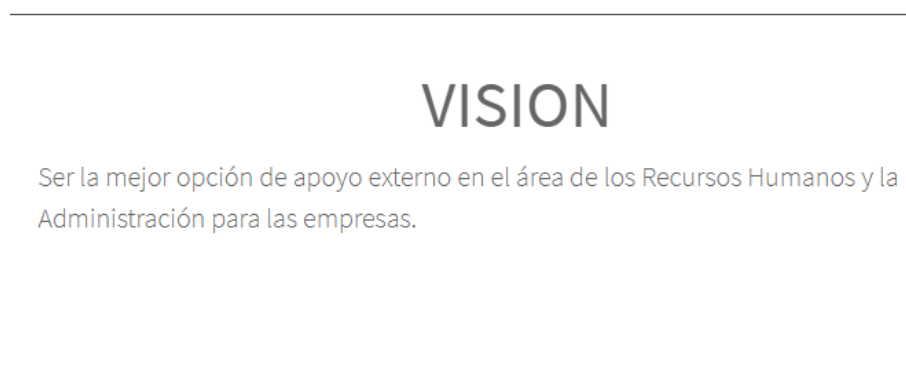 VISION
Ser la mejor opción de apoyo externo en el área de los Recursos Humanos y la
Administración para las empresas.